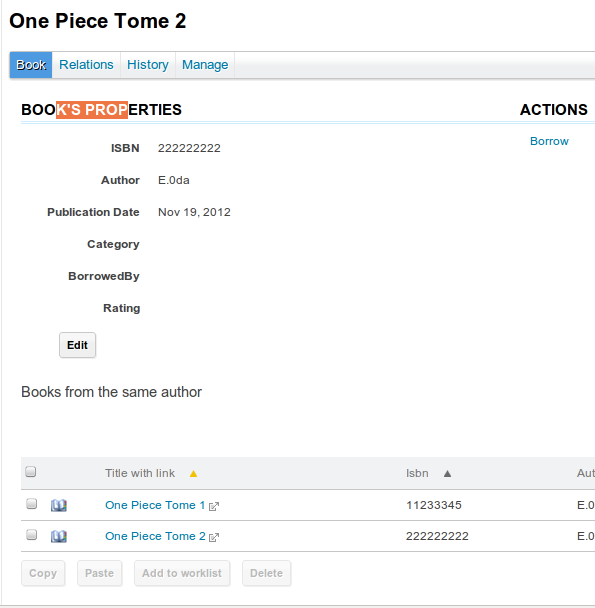 One Piece Tome 2
Book Relations History Manage
BOOK'S PROPERTIES ACTIONS
ISBN 222222222 Borrow
Author E.0da
Publication Date Nov 19, 2012
Category
BorrowedBy
Rating
Edit
Books from the same author
Title with link Isbn Aut
One Piece Tome 1 11233345 E.0
One Piece Tome 2 222222222 E.0
Copy Paste Add to worklist Delete